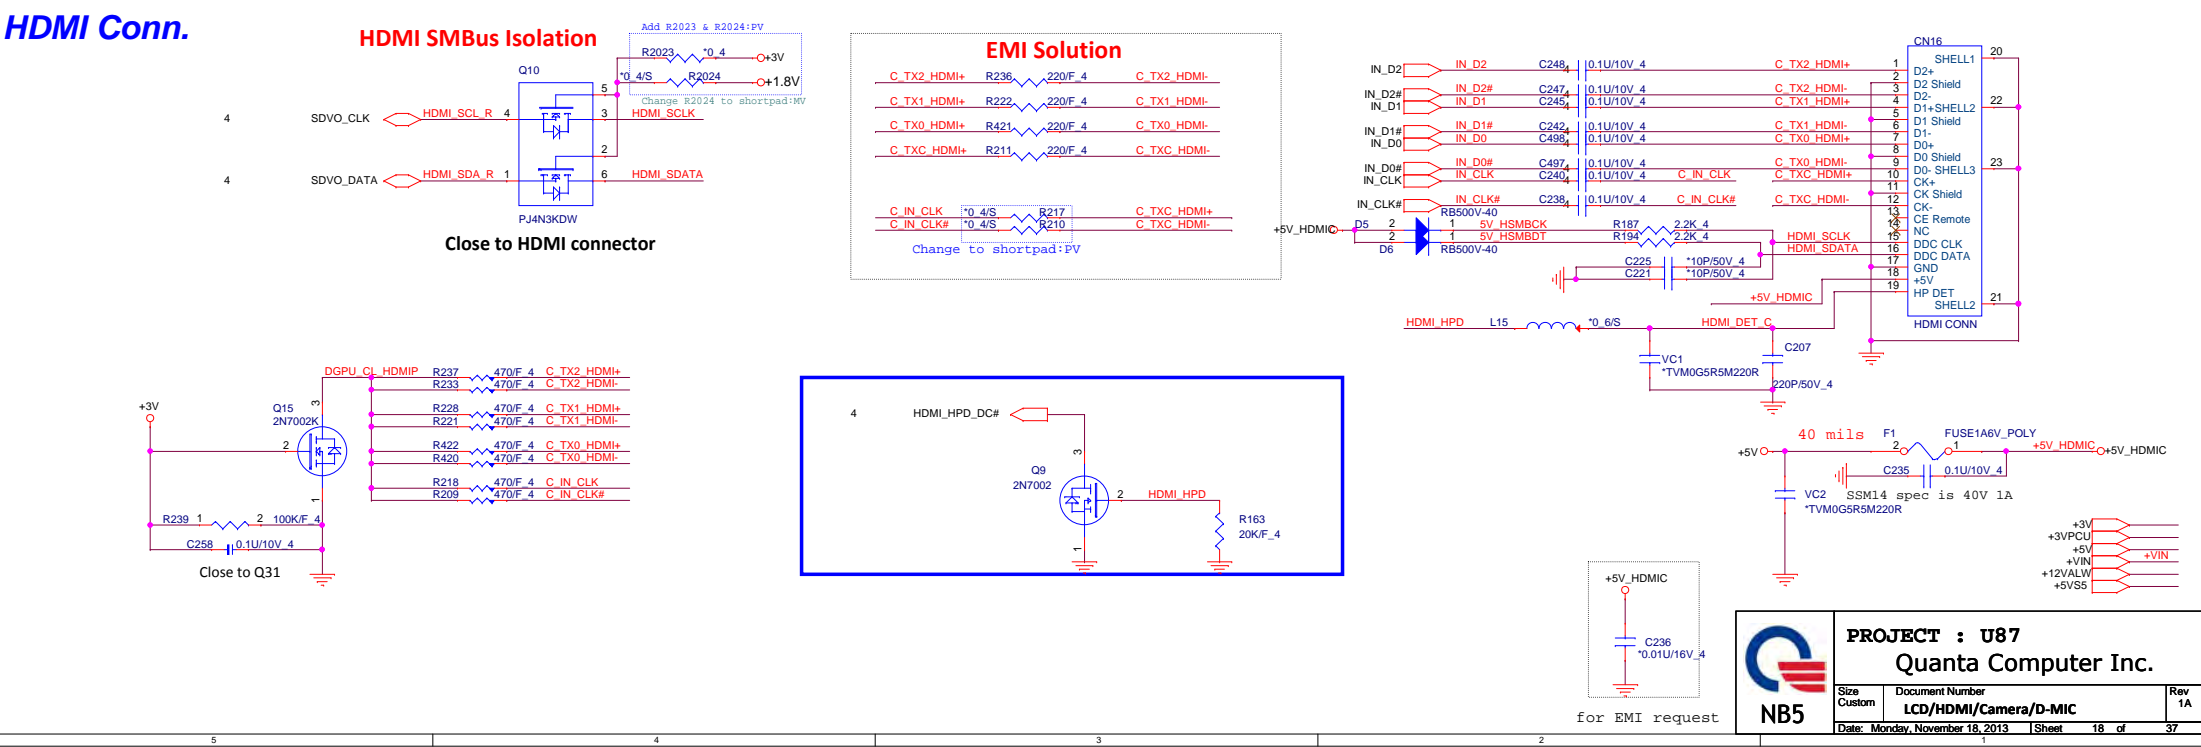 HDMI Conn.
HDMI SMBus Isolation
Add R2023 & R2024:PV
R2023 *0_4 +3V
*0_4/S R2024 +1.8V
Change R2024 to shortpad:MV
Q10
5
4 SDVO_CLK HDMI_SCL_R 4 3 HDMI_SCLK
2
4 SDVO_DATA HDMI_SDA_R 1 6 HDMI_SDATA
PJ4N3KDW
Close to HDMI connector
EMI Solution
C_TX2_HDMI+ R236 220/F_4 C_TX2_HDMI-
C_TX1_HDMI+ R222 220/F_4 C_TX1_HDMI-
C_TX0_HDMI+ R421 220/F_4 C_TX0_HDMI-
C_TXC_HDMI+ R211 220/F_4 C_TXC_HDMI-
C_IN_CLK *0_4/S R217 C_TXC_HDMI+
C_IN_CLK# *0_4/S R210 C_TXC_HDMI-
Change to shortpad:PV
CN16
IN_D2 IN_D2 C248 0.1U/10V_4 C_TX2_HDMI+ 1 D2+
SHELL1 20
2 D2 Shield
IN_D2# IN_D2# C247 0.1U/10V_4 C_TX2_HDMI- 3 D2-
IN_D1 IN_D1 C245 0.1U/10V_4 C_TX1_HDMI+ 4 D1+ SHELL2 22
5 D1 Shield
IN_D1# IN_D1# C242 0.1U/10V_4 C_TX1_HDMI- 6 D1-
IN_D0 IN_D0 C498 0.1U/10V_4 C_TX0_HDMI+ 7 D0+
8 D0 Shield
IN_D0# IN_D0# C497 0.1U/10V_4 C_TX0_HDMI- 9 D0- SHELL3 23
IN_CLK IN_CLK C240 0.1U/10V_4 C_IN_CLK C_TXC_HDMI+ 10 CK+
11 CK Shield
IN_CLK# IN_CLK# C238 0.1U/10V_4 C_IN_CLK# C_TXC_HDMI- 12 CK-
13 CE Remote
14 NC
RB500V-40
+5V_HDMIC D5 2 1 5V_HSMBCK R187 2.2K_4 HDMI_SCLK 15 DDC CLK
D6 2 1 5V_HSMBDT R194 2.2K_4 HDMI_SDATA 16 DDC DATA
RB500V-40
C225 *10P/50V_4 17 GND
C221 *10P/50V_4
+5V_HDMIC 18 +5V
19 HP DET
SHELL2 21
HDMI CONN
HDMI_HPD L15 *0_6/S HDMI_DET_C
VC1
*TVM0G5R5M220R
C207
220P/50V_4
DGPU_CL_HDMIP R237 470/F_4 C_TX2_HDMI+
R233 470/F_4 C_TX2_HDMI-
R228 470/F_4 C_TX1_HDMI+
R221 470/F_4 C_TX1_HDMI-
R422 470/F_4 C_TX0_HDMI+
R420 470/F_4 C_TX0_HDMI-
R218 470/F_4 C_IN_CLK
R209 470/F_4 C_IN_CLK#
+3V
Q15
2N7002K
3
2
1
R239 1 2 100K/F_4
C258 0.1U/10V_4
Close to Q31
4 HDMI_HPD_DC#
3
Q9
2N7002
2 HDMI_HPD
1
R163
20K/F_4
40 mils
+5V F1 2 1 FUSE1A6V_POLY +5V_HDMIC +5V_HDMIC
C235 0.1U/10V_4
VC2
*TVM0G5R5M220R
SSM14 spec is 40V 1A
+3V
+3VPCU
+5V
+VIN +VIN
+12VALW
+5VS5
+5V_HDMIC
C236
*0.01U/16V_4
for EMI request
NB5
PROJECT : U87
Quanta Computer Inc.
Size
Custom
Document Number
LCD/HDMI/Camera/D-MIC
Rev
1A
Date: Monday, November 18, 2013 Sheet 18 of 37
5 4 3 2 1